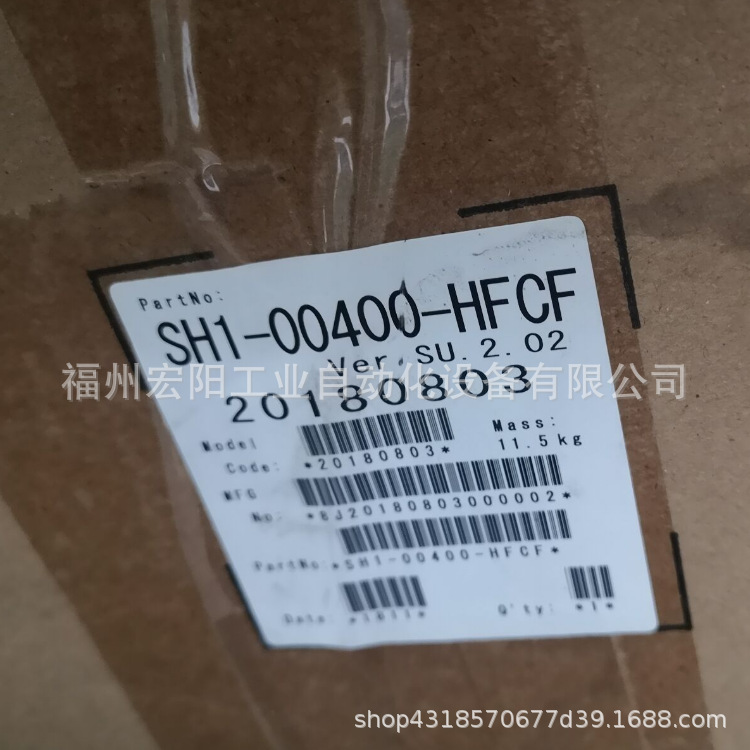 PartNo:
SH1-00400-HFCF
Ver. SU.2.02
福州宏阳工业自动化设备有限公司
20180803
Model
Code:
*20180803*
Mass:
11.5kg
MFG
No:
*8J20180803000002*
PartNo:
*SH1-00400-HFCF*
Date:
*1811*
Q'ty:
*1*
shop4318570677d39.1688.com